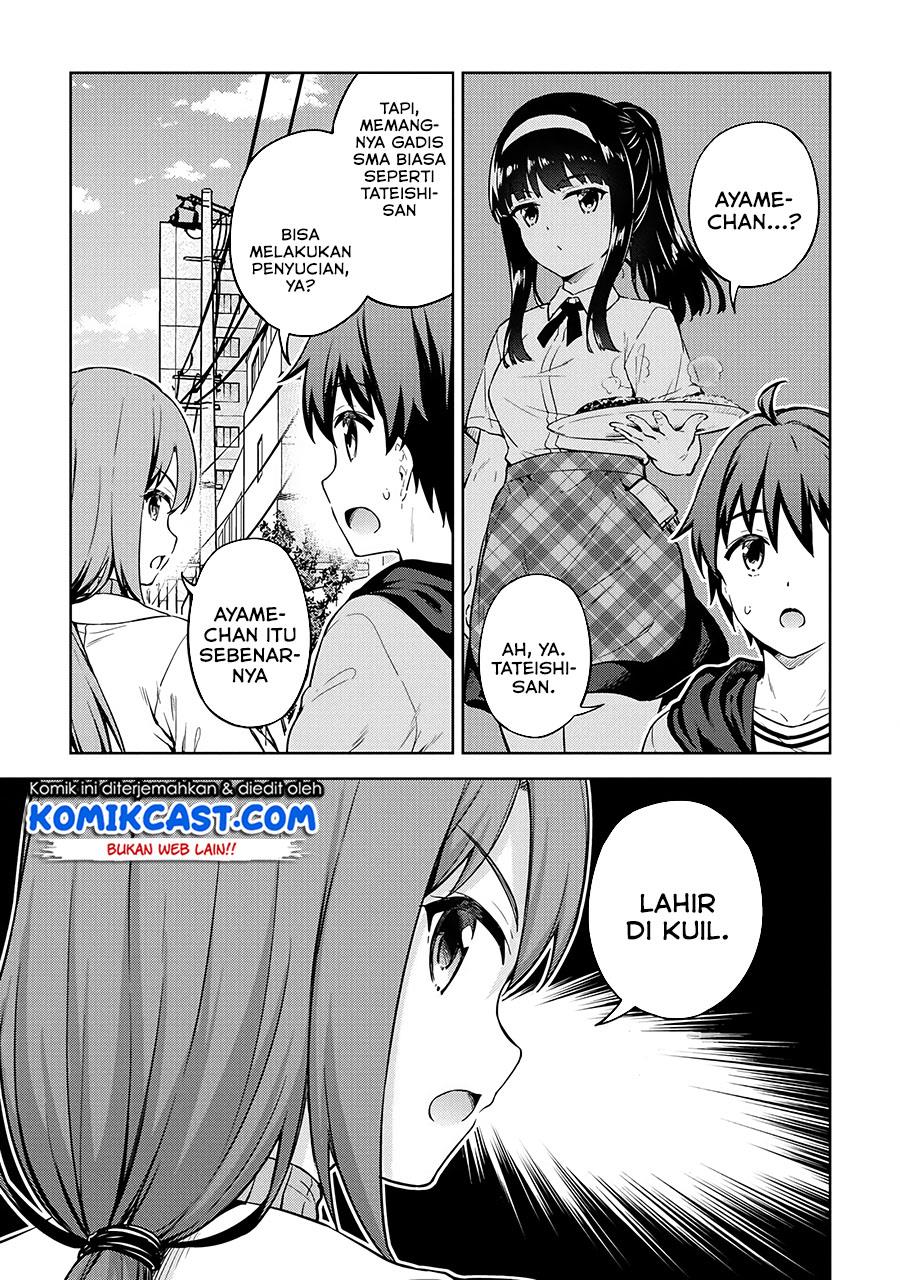 AYAME-
CHAN...?
AH, YA.
TATEISHI-
SAN.
TAPI,
MEMANG-
NYA GADIS
SMA BIASA
SEPERTI
TATEISHI-
SAN
BISA
MELAKUKAN
PENYUCIAN,
YA?
AYAME-
CHAN ITU
SEBENAR-
NYA
Komik ini diterjemahkan & diedit oleh
KOMIKCAST.COM
BUKAN WEB LAIN!!
LAHIR
DI KUIL.